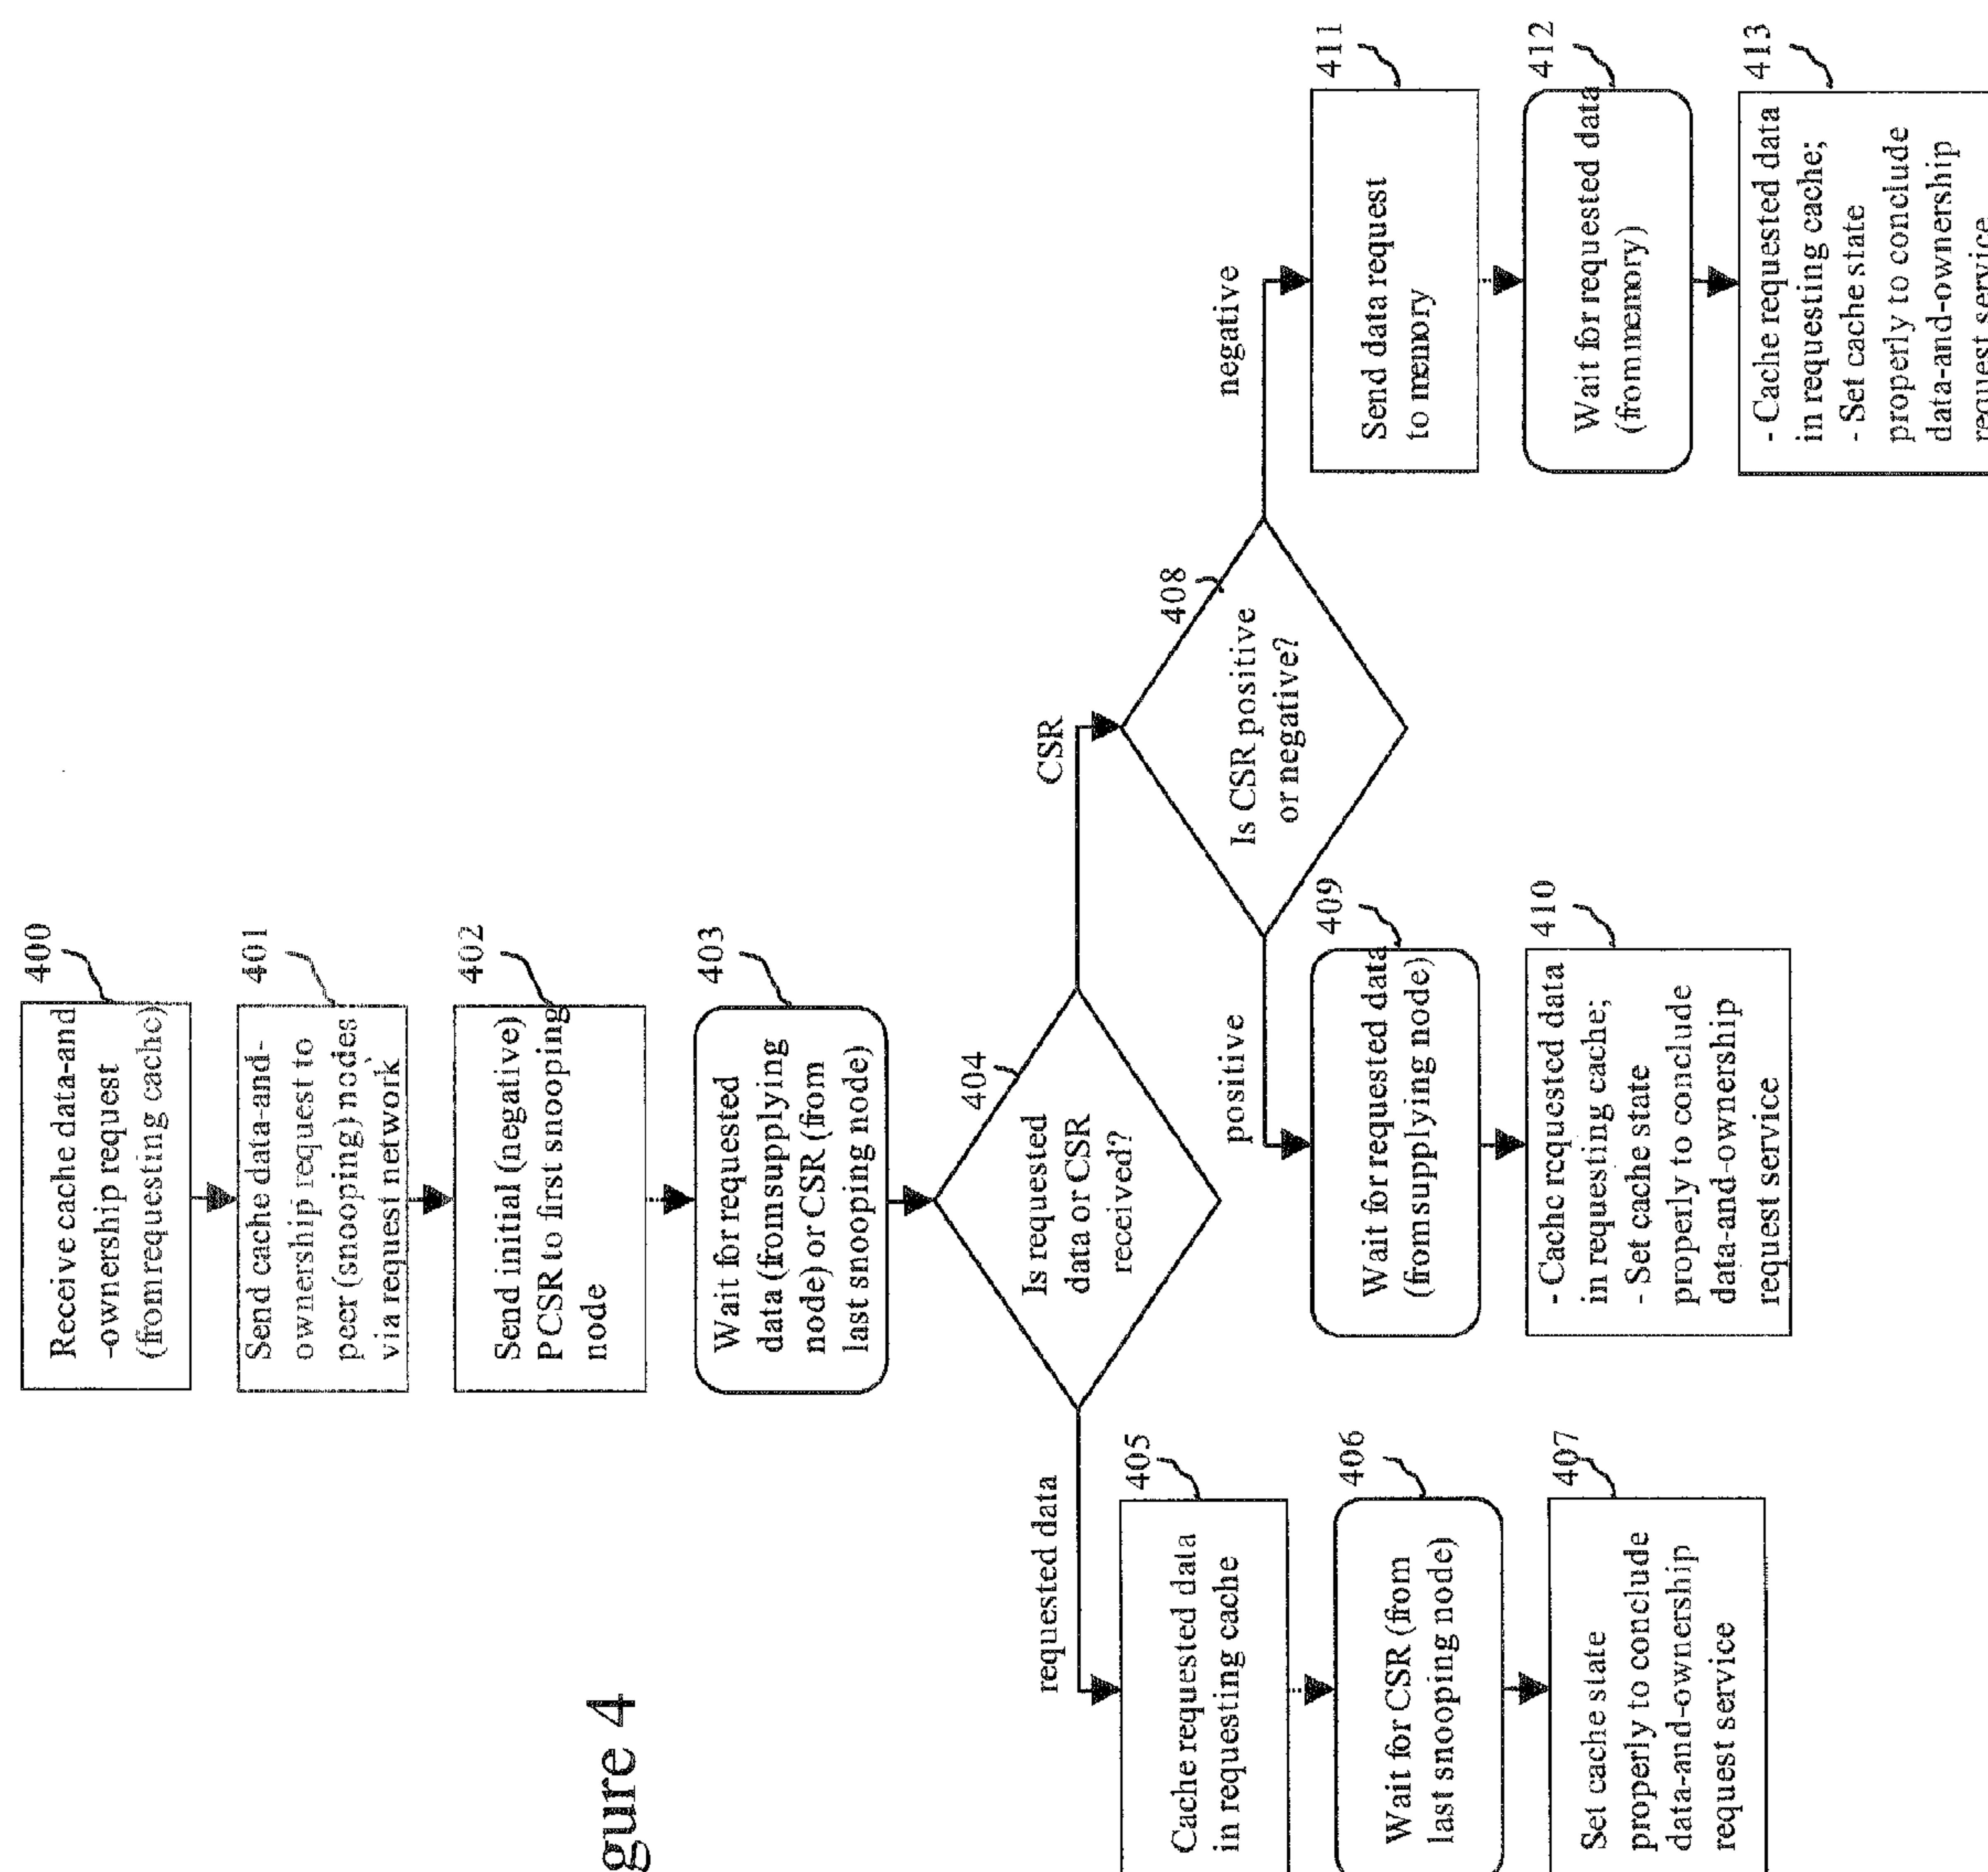 400
Receive cache data-and
-ownership request
(from requesting cache)
401
Send cache data-and-
ownership request to
peer (snooping) nodes
via request network
402
Send initial (negative)
PCSR to first snooping
node
403
Wait for requested
data (from supplying
node) or CSR (from
last snooping node)
404
Is requested
data or CSR
received?
requested data
CSR
405
Cache requested data
in requesting cache
406
Wait for CSR (from
last snooping node)
407
Set cache state
properly to conclude
data-and-ownership
request service
408
Is CSR positive
or negative?
positive
negative
409
Wait for requested data
(from supplying node)
410
- Cache requested data
in requesting cache;
- Set cache state
properly to conclude
data-and-ownership
request service
411
Send data request
to memory
412
Wait for requested data
(from memory)
413
- Cache requested data
in requesting cache;
- Set cache state
properly to conclude
data-and-ownership
request service
gure 4